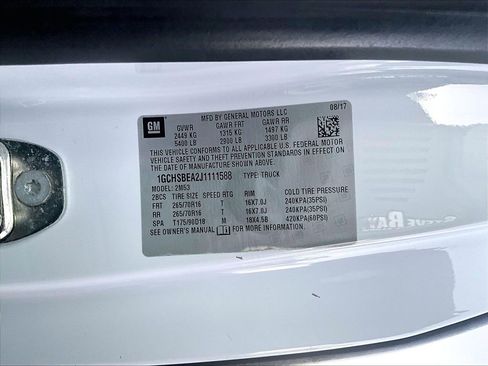 MFD BY GENERAL MOTORS LLC 08/17
GM GVWR GAWR FRT GAWR RR
2449 KG 1315 KG 1497 KG
5400 LB 2900 LB 3300 LB
THIS VEHICLE CONFORMS TO ALL APPLICABLE U.S. FEDERAL MOTOR
VEHICLE SAFETY AND THEFT PREVENTION STANDARDS IN EFFECT ON THE
DATE OF MANUFACTURE SHOWN ABOVE.
1GCHSBEA2J1111588 TYPE: TRUCK
MODEL: 2M53
2BCS TIRE SIZE SPEED RTG RIM COLD TIRE PRESSURE
FRT 265/70R16 T 16X7.0J 240KPA(35PSI)
RR 265/70R16 T 16X7.0J 240KPA(35PSI)
SPA T175/90D18 M 18X4.5B 420KPA(60PSI)
SEE OWNER'S MANUAL FOR MORE INFORMATION.
RAY